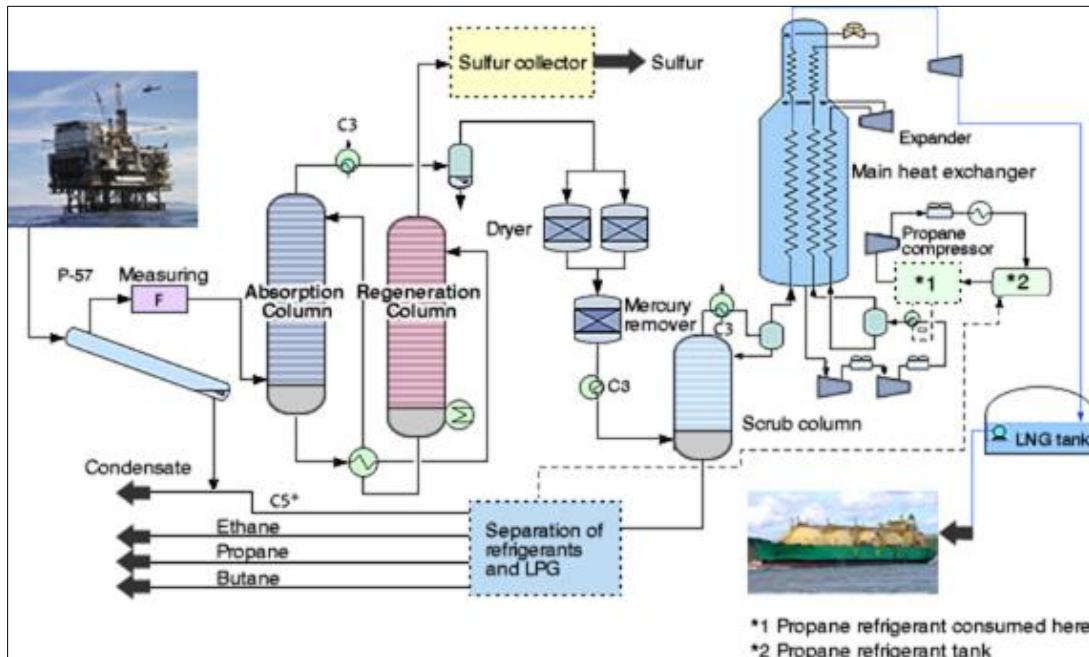 Sulfur collector
Sulfur
C3
Expander
Main heat exchanger
Dryer
Propane
compressor
P-57
Measuring
F
Absorption
Column
Regeneration
Column
*1
*2
Mercury
remover
C3
C3
Scrub column
LNG tank
Condensate
C5+
Ethane
Propane
Butane
Separation of
refrigerants
and LPG
*1 Propane refrigerant consumed here
*2 Propane refrigerant tank